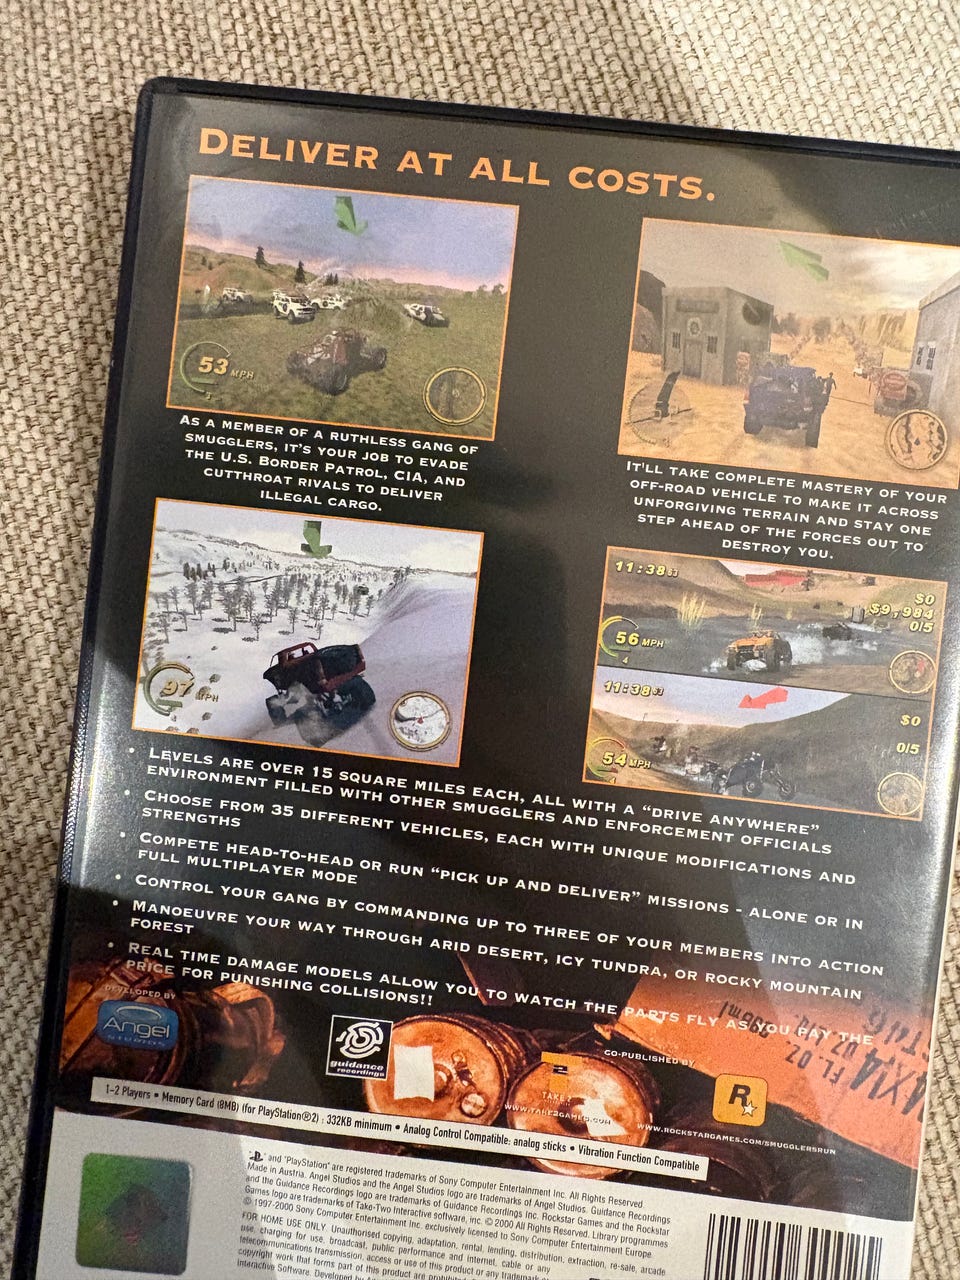 DELIVER AT ALL COSTS.
53 MPH
5
AS A MEMBER OF A RUTHLESS GANG OF
SMUGGLERS, IT'S YOUR JOB TO EVADE
THE U.S. BORDER PATROL, CIA, AND
CUTTHROAT RIVALS TO DELIVER
ILLEGAL CARGO.
IT'LL TAKE COMPLETE MASTERY OF YOUR
OFF-ROAD VEHICLE TO MAKE IT ACROSS
UNFORGIVING TERRAIN AND STAY ONE
STEP AHEAD OF THE FORCES OUT TO
DESTROY YOU.
97 MPH
11:38
$0
$9,984
0/5
56 MPH
4
11:38
$0
0/5
54 MPH
4
• LEVELS ARE OVER 15 SQUARE MILES EACH, ALL WITH A “DRIVE ANYWHERE”
ENVIRONMENT FILLED WITH OTHER SMUGGLERS AND ENFORCEMENT OFFICIALS
• CHOOSE FROM 35 DIFFERENT VEHICLES, EACH WITH UNIQUE MODIFICATIONS AND
STRENGTHS
• COMPETE HEAD-TO-HEAD OR RUN “PICK UP AND DELIVER” MISSIONS - ALONE OR IN
FULL MULTIPLAYER MODE
• CONTROL YOUR GANG BY COMMANDING UP TO THREE OF YOUR MEMBERS INTO ACTION
• MANOEUVRE YOUR WAY THROUGH ARID DESERT, ICY TUNDRA, OR ROCKY MOUNTAIN
FOREST
• REAL TIME DAMAGE MODELS ALLOW YOU TO WATCH THE PARTS FLY AS YOU PAY THE
PRICE FOR PUNISHING COLLISIONS!!
DEVELOPED BY
Angel
STUDIOS
guidance
recordings
2
TAKE2
WWW.TAKE2GAMES.COM
CO-PUBLISHED BY
R
WWW.ROCKSTARGAMES.COM/SMUGGLERSRUN
1-2 Players • Memory Card (8MB) (for PlayStation®2) : 332KB minimum • Analog Control Compatible: analog sticks • Vibration Function Compatible
" " and "PlayStation" are registered trademarks of Sony Computer Entertainment Inc. All Rights Reserved.
Made in Austria. Angel Studios and the Angel Studios logo are trademarks of Angel Studios. Guidance Recordings
and the Guidance Recordings logo are trademarks of Guidance Recordings Inc. Rockstar Games and the Rockstar
Games logo are trademarks of Take-Two Interactive software, inc. © 2000 All Rights Reserved. Library programmes
© 1997-2000 Sony Computer Entertainment Inc. exclusively licensed to Sony Computer Entertainment Europe.
FOR HOME USE ONLY. Unauthorised copying, adaptation, rental, lending, distribution, extraction, re-sale, arcade
use, charging for use, broadcast, public performance and internet, cable or any
telecommunications transmission, access or use of this product or any trademark or
copyright work that forms part of this product are prohibited.
Interactive Software. Developed by